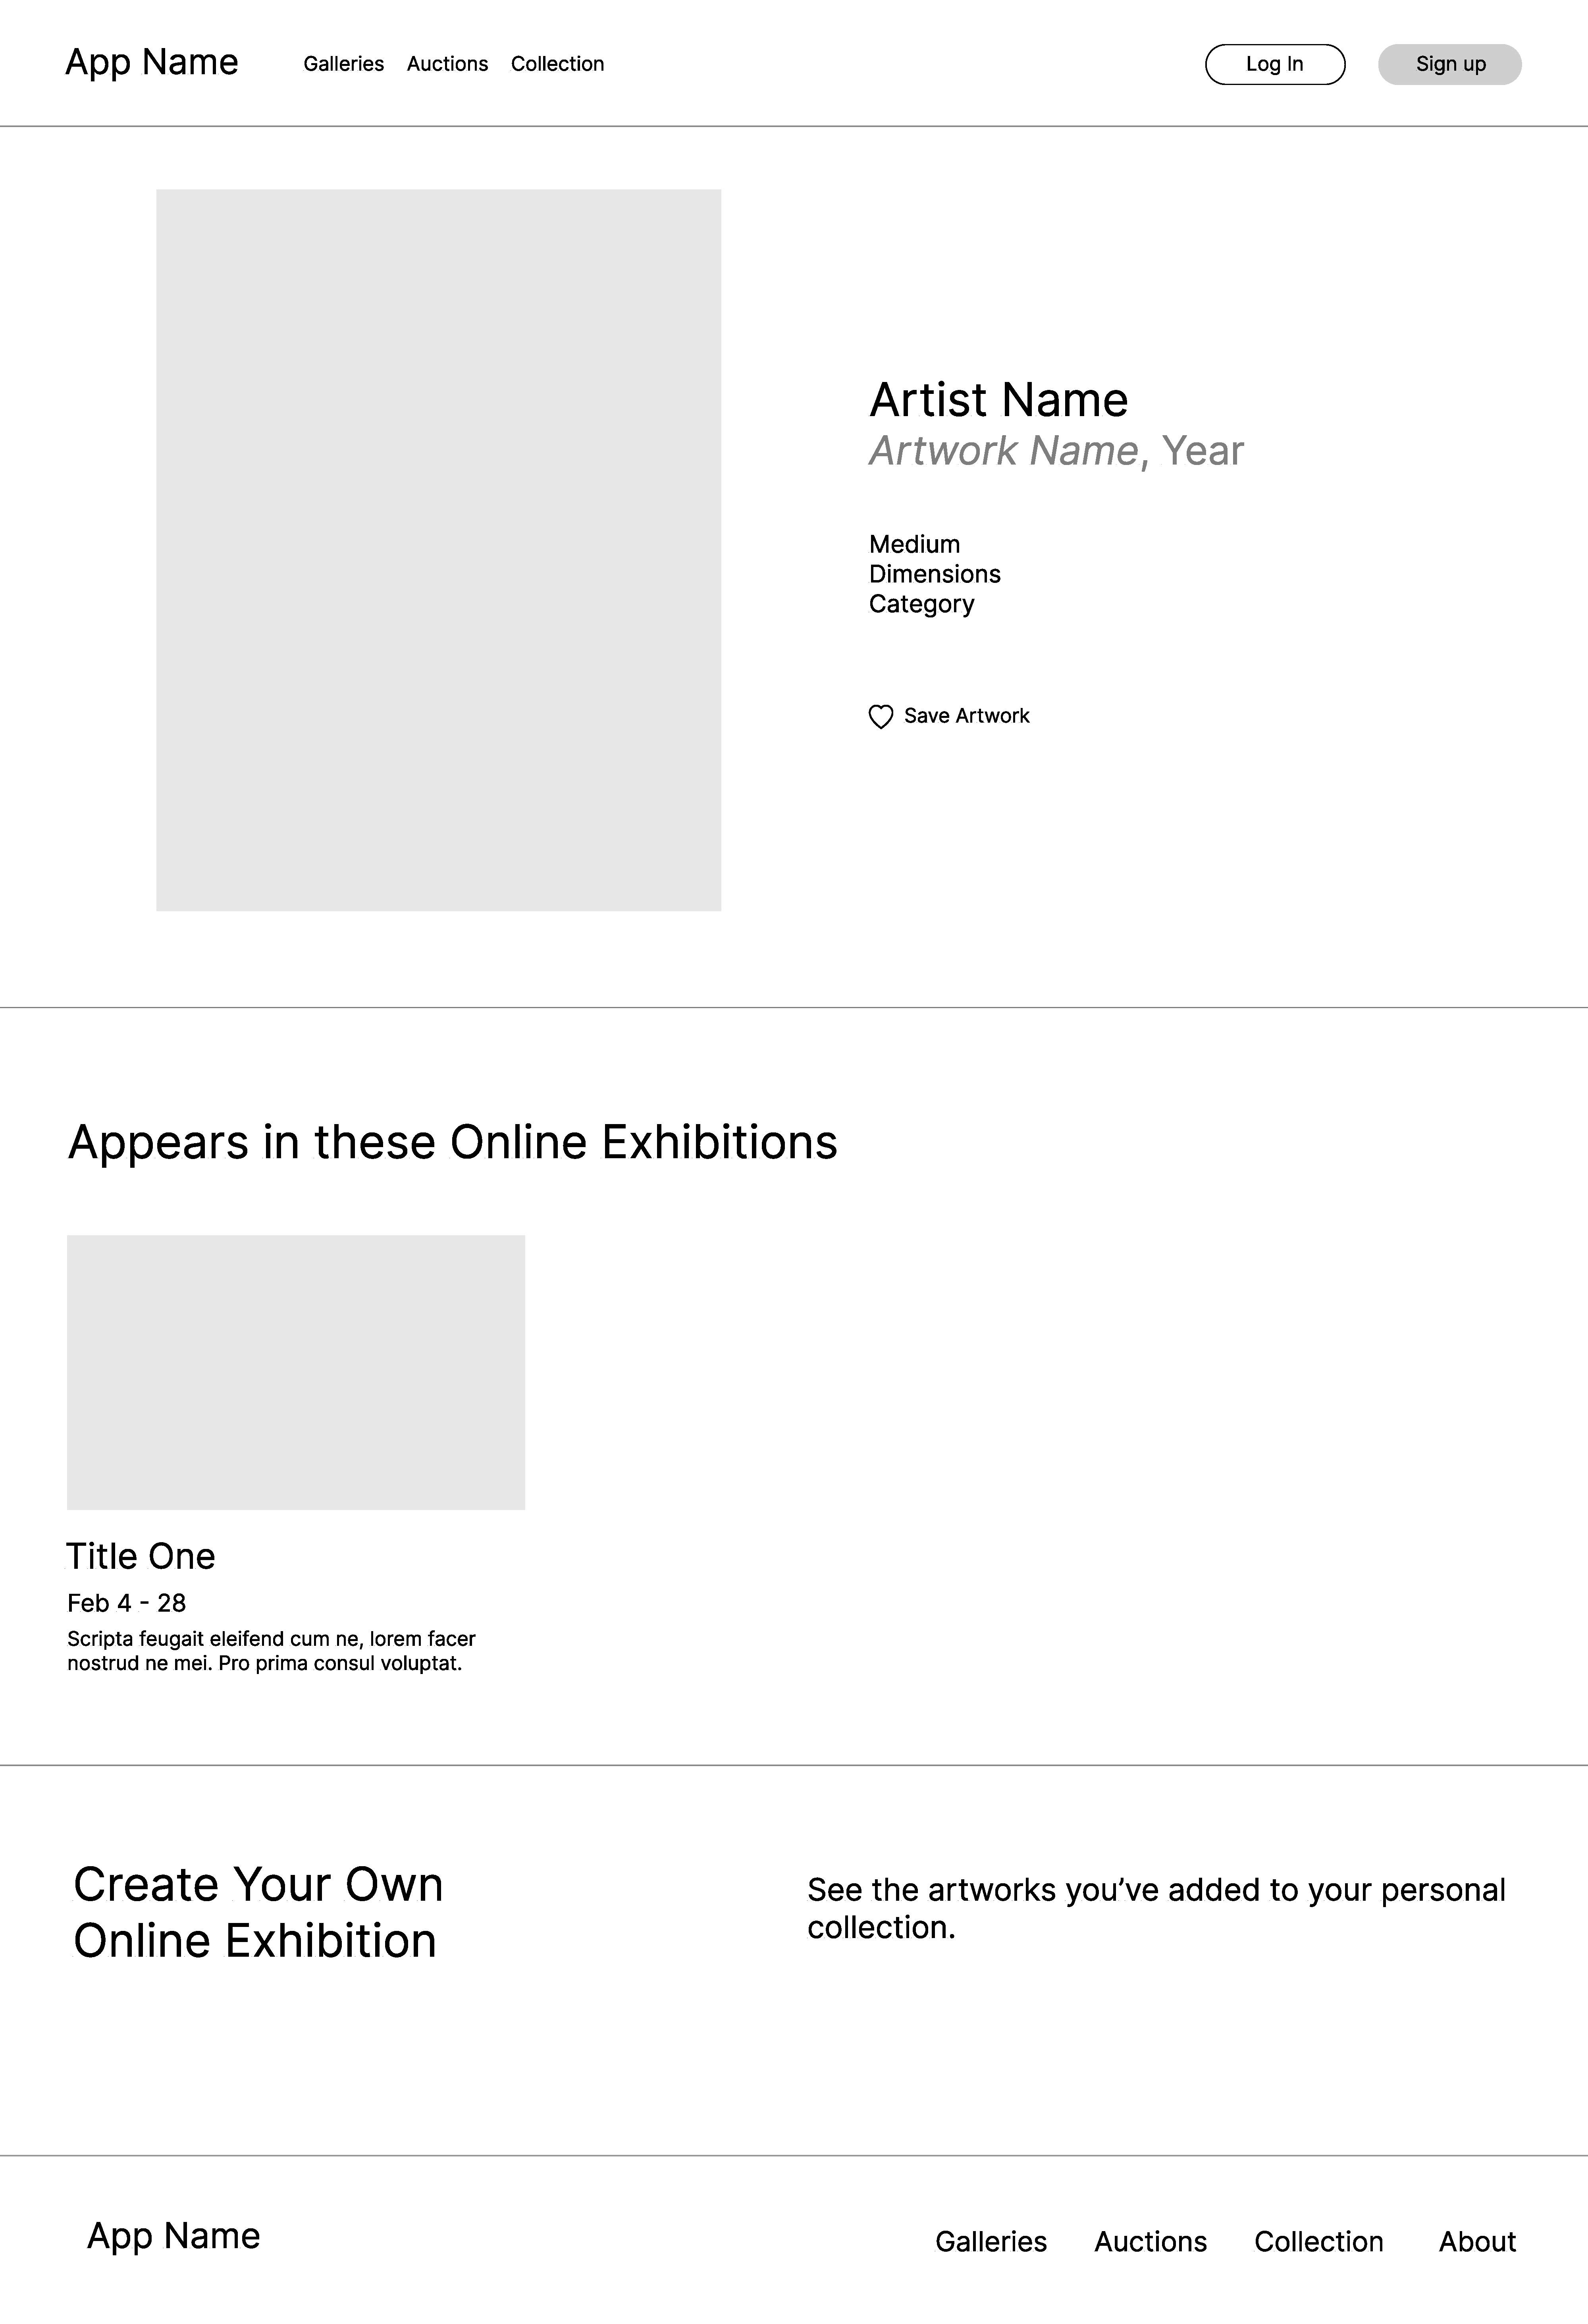 App Name Galleries Auctions Collection Log In Sign up
Artist Name
Artwork Name, Year
Medium
Dimensions
Category
Save Artwork
Appears in these Online Exhibitions
Title One
Feb 4 - 28
Scripta feugait eleifend cum ne, lorem facer
nostrud ne mei. Pro prima consul voluptat.
Create Your Own
Online Exhibition
See the artworks you’ve added to your personal
collection.
App Name Galleries Auctions Collection About